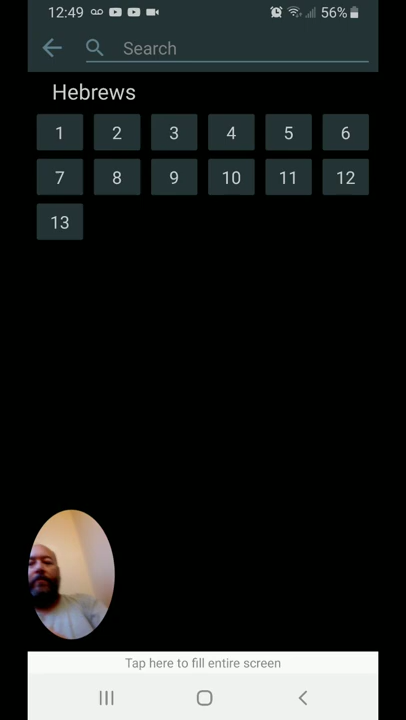 12:49 56%
Search
Hebrews
1 2 3 4 5 6
7 8 9 10 11 12
13
Tap here to fill entire screen